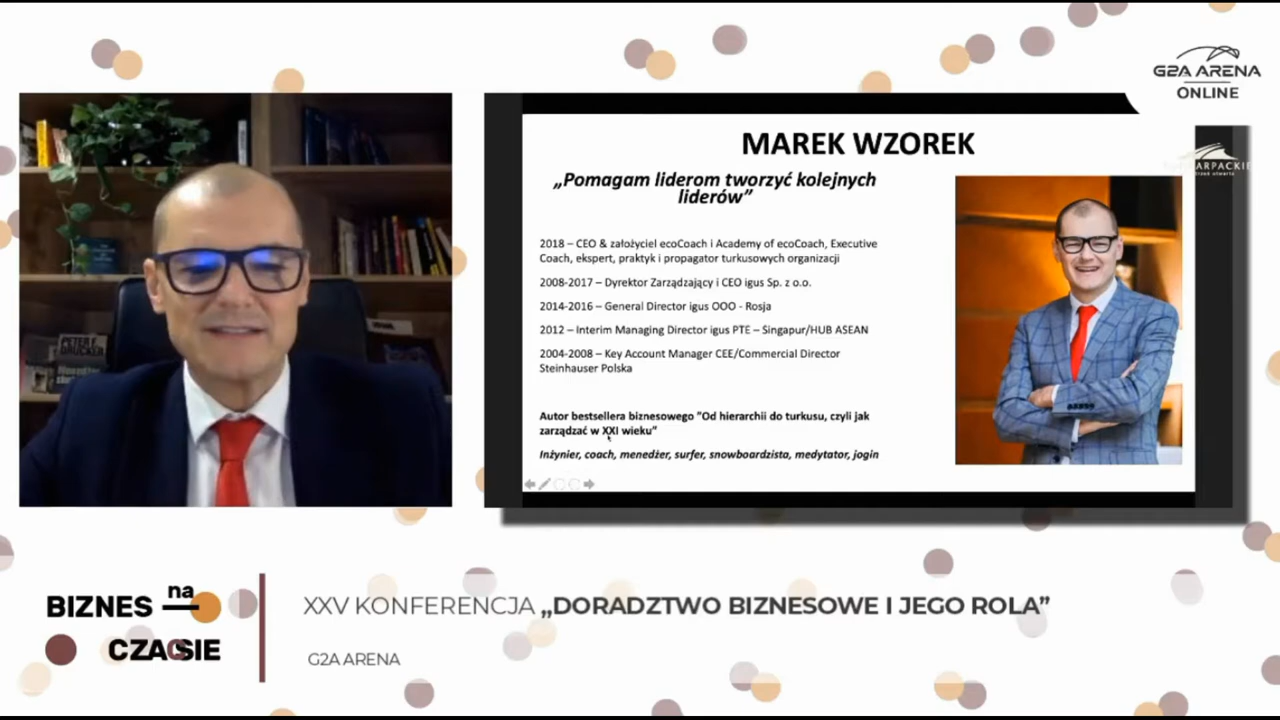 G2A ARENA
ONLINE
MAREK WZOREK
„Pomagam liderom tworzyć kolejnych
liderów”
2018 – CEO & założyciel ecoCoach i Academy of ecoCoach, Executive
Coach, ekspert, praktyk i propagator turkusowych organizacji
2008-2017 – Dyrektor Zarządzający i CEO igus Sp. z o.o.
2014-2016 – General Director igus OOO - Rosja
2012 – Interim Managing Director igus PTE – Singapur/HUB ASEAN
2004-2008 – Key Account Manager CEE/Commercial Director
Steinhauser Polska
Autor bestsellera biznesowego ”Od hierarchii do turkusu, czyli jak
zarządzać w XXI wieku”
Inżynier, coach, menedżer, surfer, snowboardzista, medytator, jogin
PETER F.
DRUCKER
BIZNES na
CZASIE
XXV KONFERENCJA „DORADZTWO BIZNESOWE I JEGO ROLA”
G2A ARENA